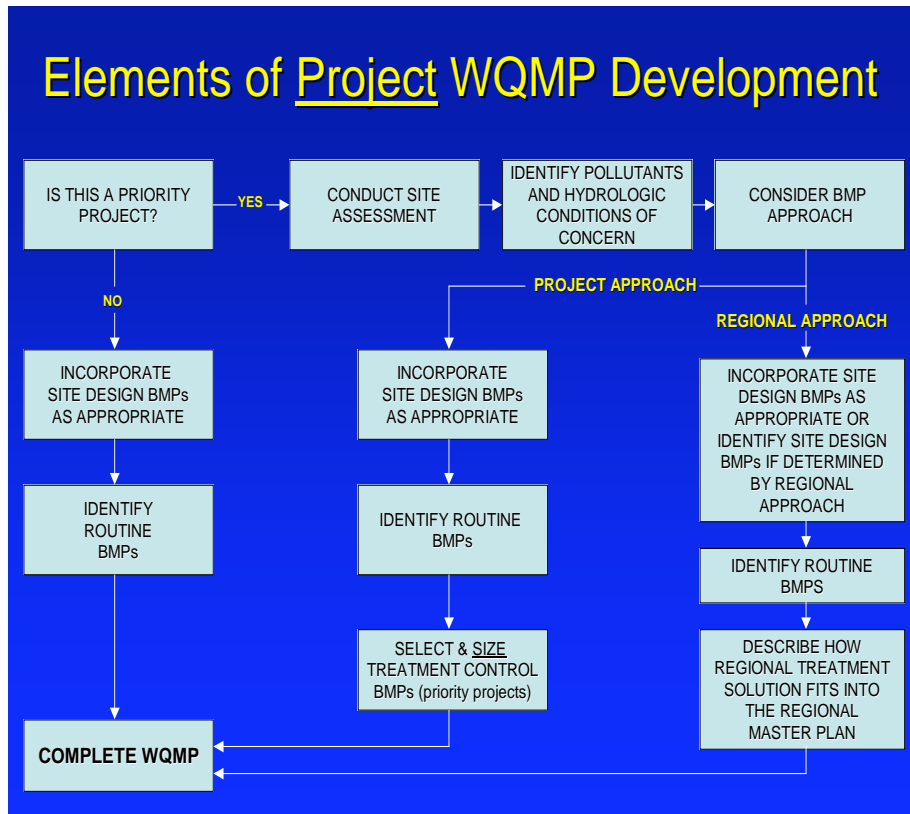 Elements of Project WQMP Development
IS THIS A PRIORITY
PROJECT?
YES
CONDUCT SITE
ASSESSMENT
IDENTIFY POLLUTANTS
AND HYDROLOGIC
CONDITIONS OF
CONCERN
CONSIDER BMP
APPROACH
PROJECT APPROACH
NO
REGIONAL APPROACH
INCORPORATE
SITE DESIGN BMPs
AS APPROPRIATE
INCORPORATE
SITE DESIGN BMPs
AS APPROPRIATE
INCORPORATE SITE
DESIGN BMPs AS
APPROPRIATE OR
IDENTIFY SITE DESIGN
BMPs IF DETERMINED
BY REGIONAL
APPROACH
IDENTIFY
ROUTINE
BMPs
IDENTIFY ROUTINE
BMPs
IDENTIFY ROUTINE
BMPS
SELECT & SIZE
TREATMENT CONTROL
BMPs (priority projects)
DESCRIBE HOW
REGIONAL TREATMENT
SOLUTION FITS INTO
THE REGIONAL
MASTER PLAN
COMPLETE WQMP